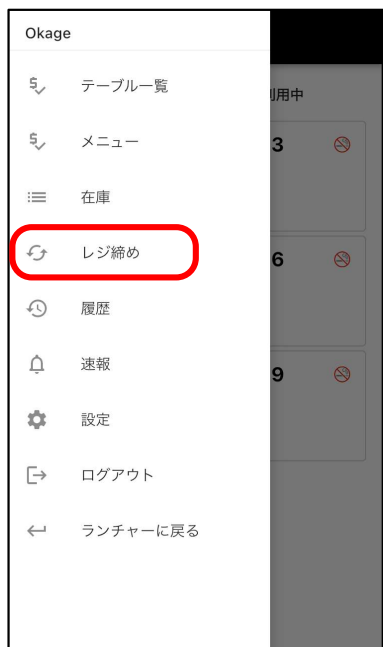 Okage
テーブル一覧
利用中
メニュー
3
在庫
レジ締め
6
履歴
速報
9
設定
ログアウト
ランチャーに戻る